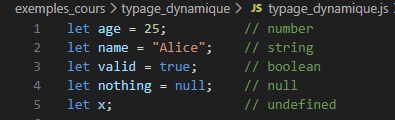 exemples_cours > typage_dynamique > JS typage_dynamique.js
1 let age = 25; // number
2 let name = "Alice"; // string
3 let valid = true; // boolean
4 let nothing = null; // null
5 let x; // undefined